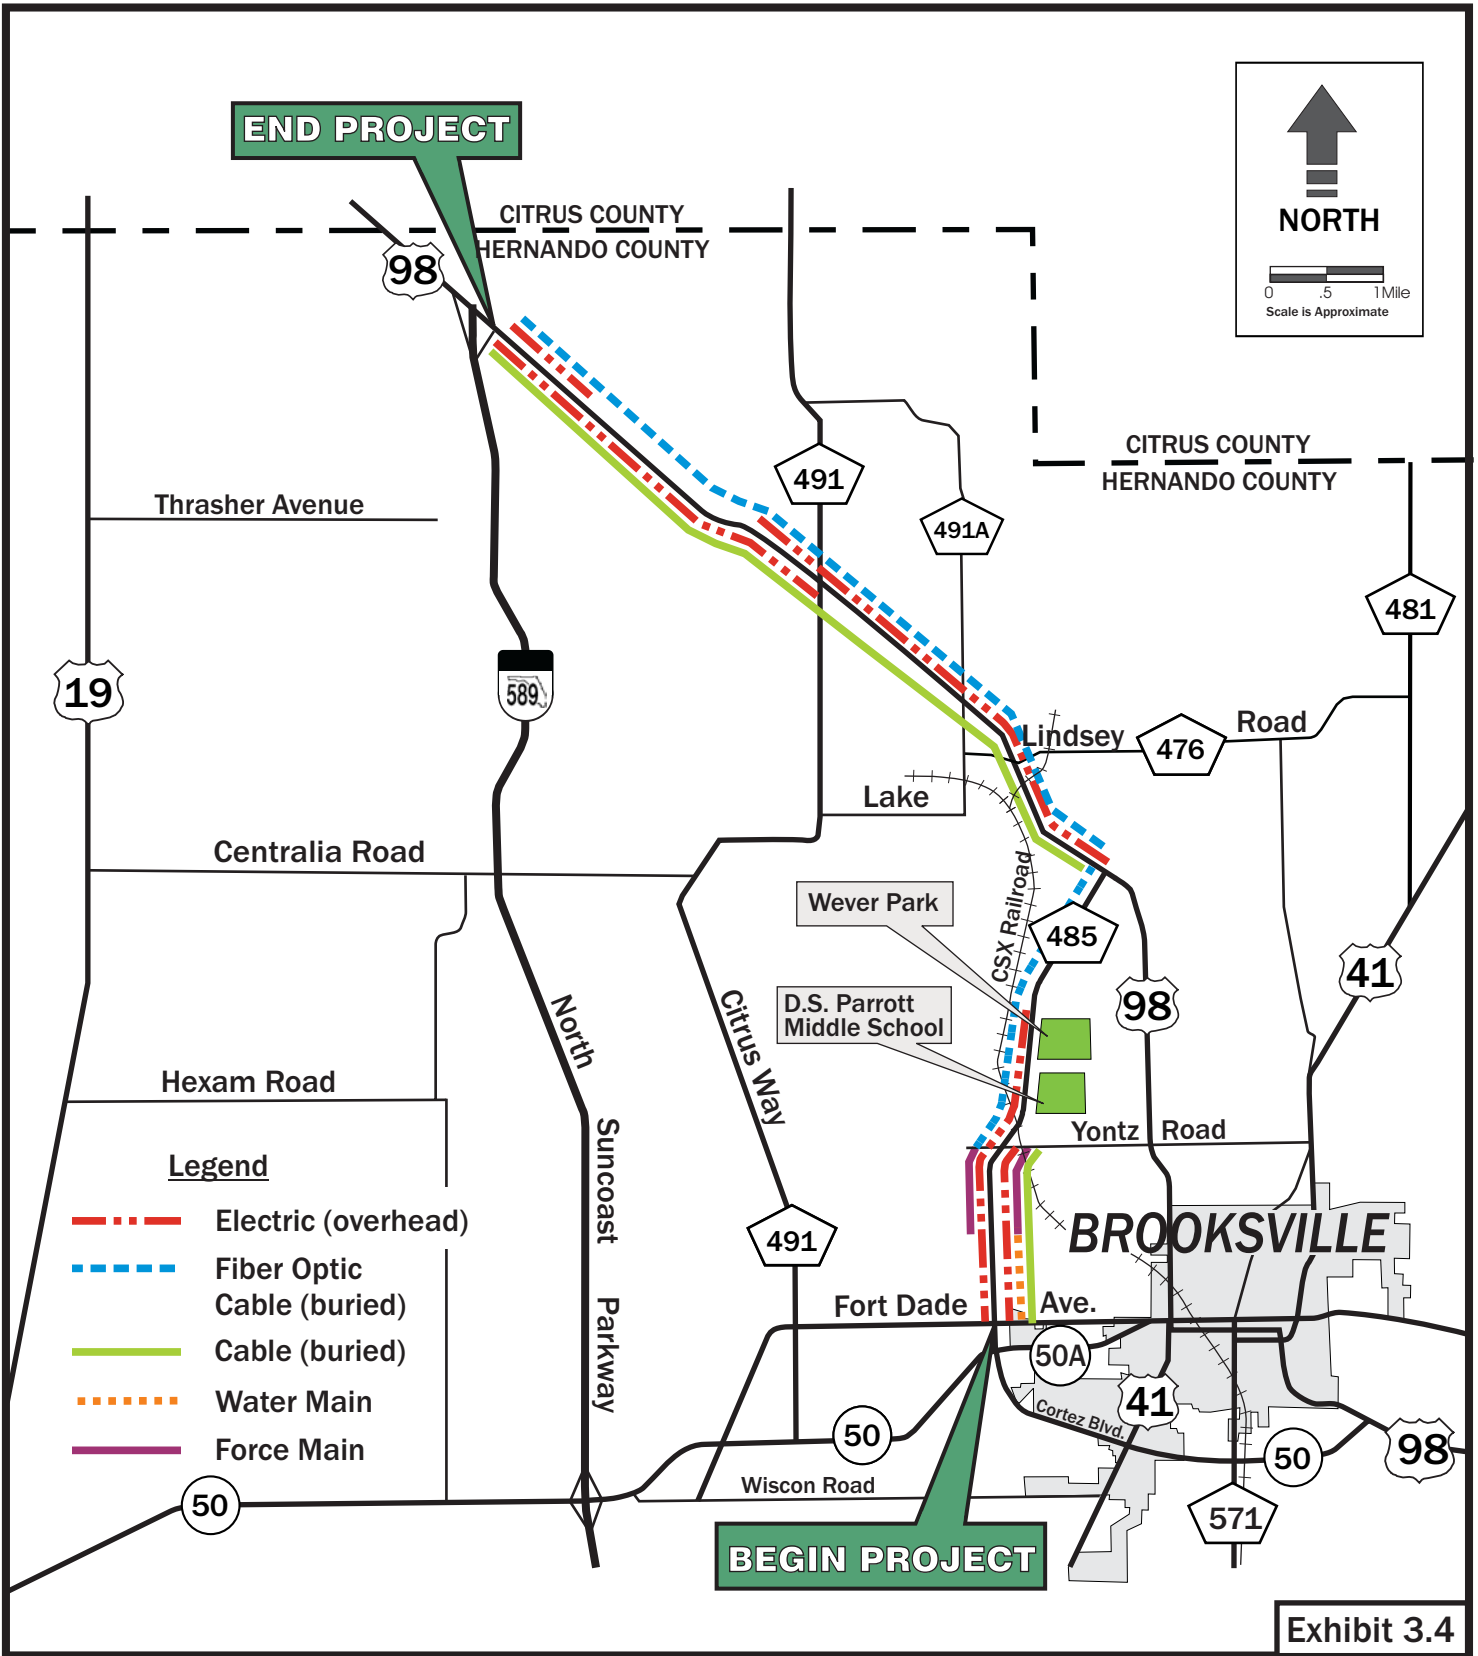 END PROJECT
CITRUS COUNTY
HERNANDO COUNTY
98
NORTH
0 .5 1 Mile
Scale is Approximate
CITRUS COUNTY
HERNANDO COUNTY
491
Thrasher Avenue
491A
481
19
589
Lindsey
476
Road
Lake
Centralia Road
CSX Railroad
Wever Park
485
41
98
D.S. Parrott
Middle School
North
Citrus Way
Hexam Road
Yontz Road
Suncoast
Legend
Electric (overhead)
Fiber Optic
Cable (buried)
Cable (buried)
Water Main
Force Main
491
BROOKSVILLE
Parkway
Fort Dade Ave.
50A
41
Cortez Blvd.
50
50
98
Wiscon Road
50
571
BEGIN PROJECT
Exhibit 3.4